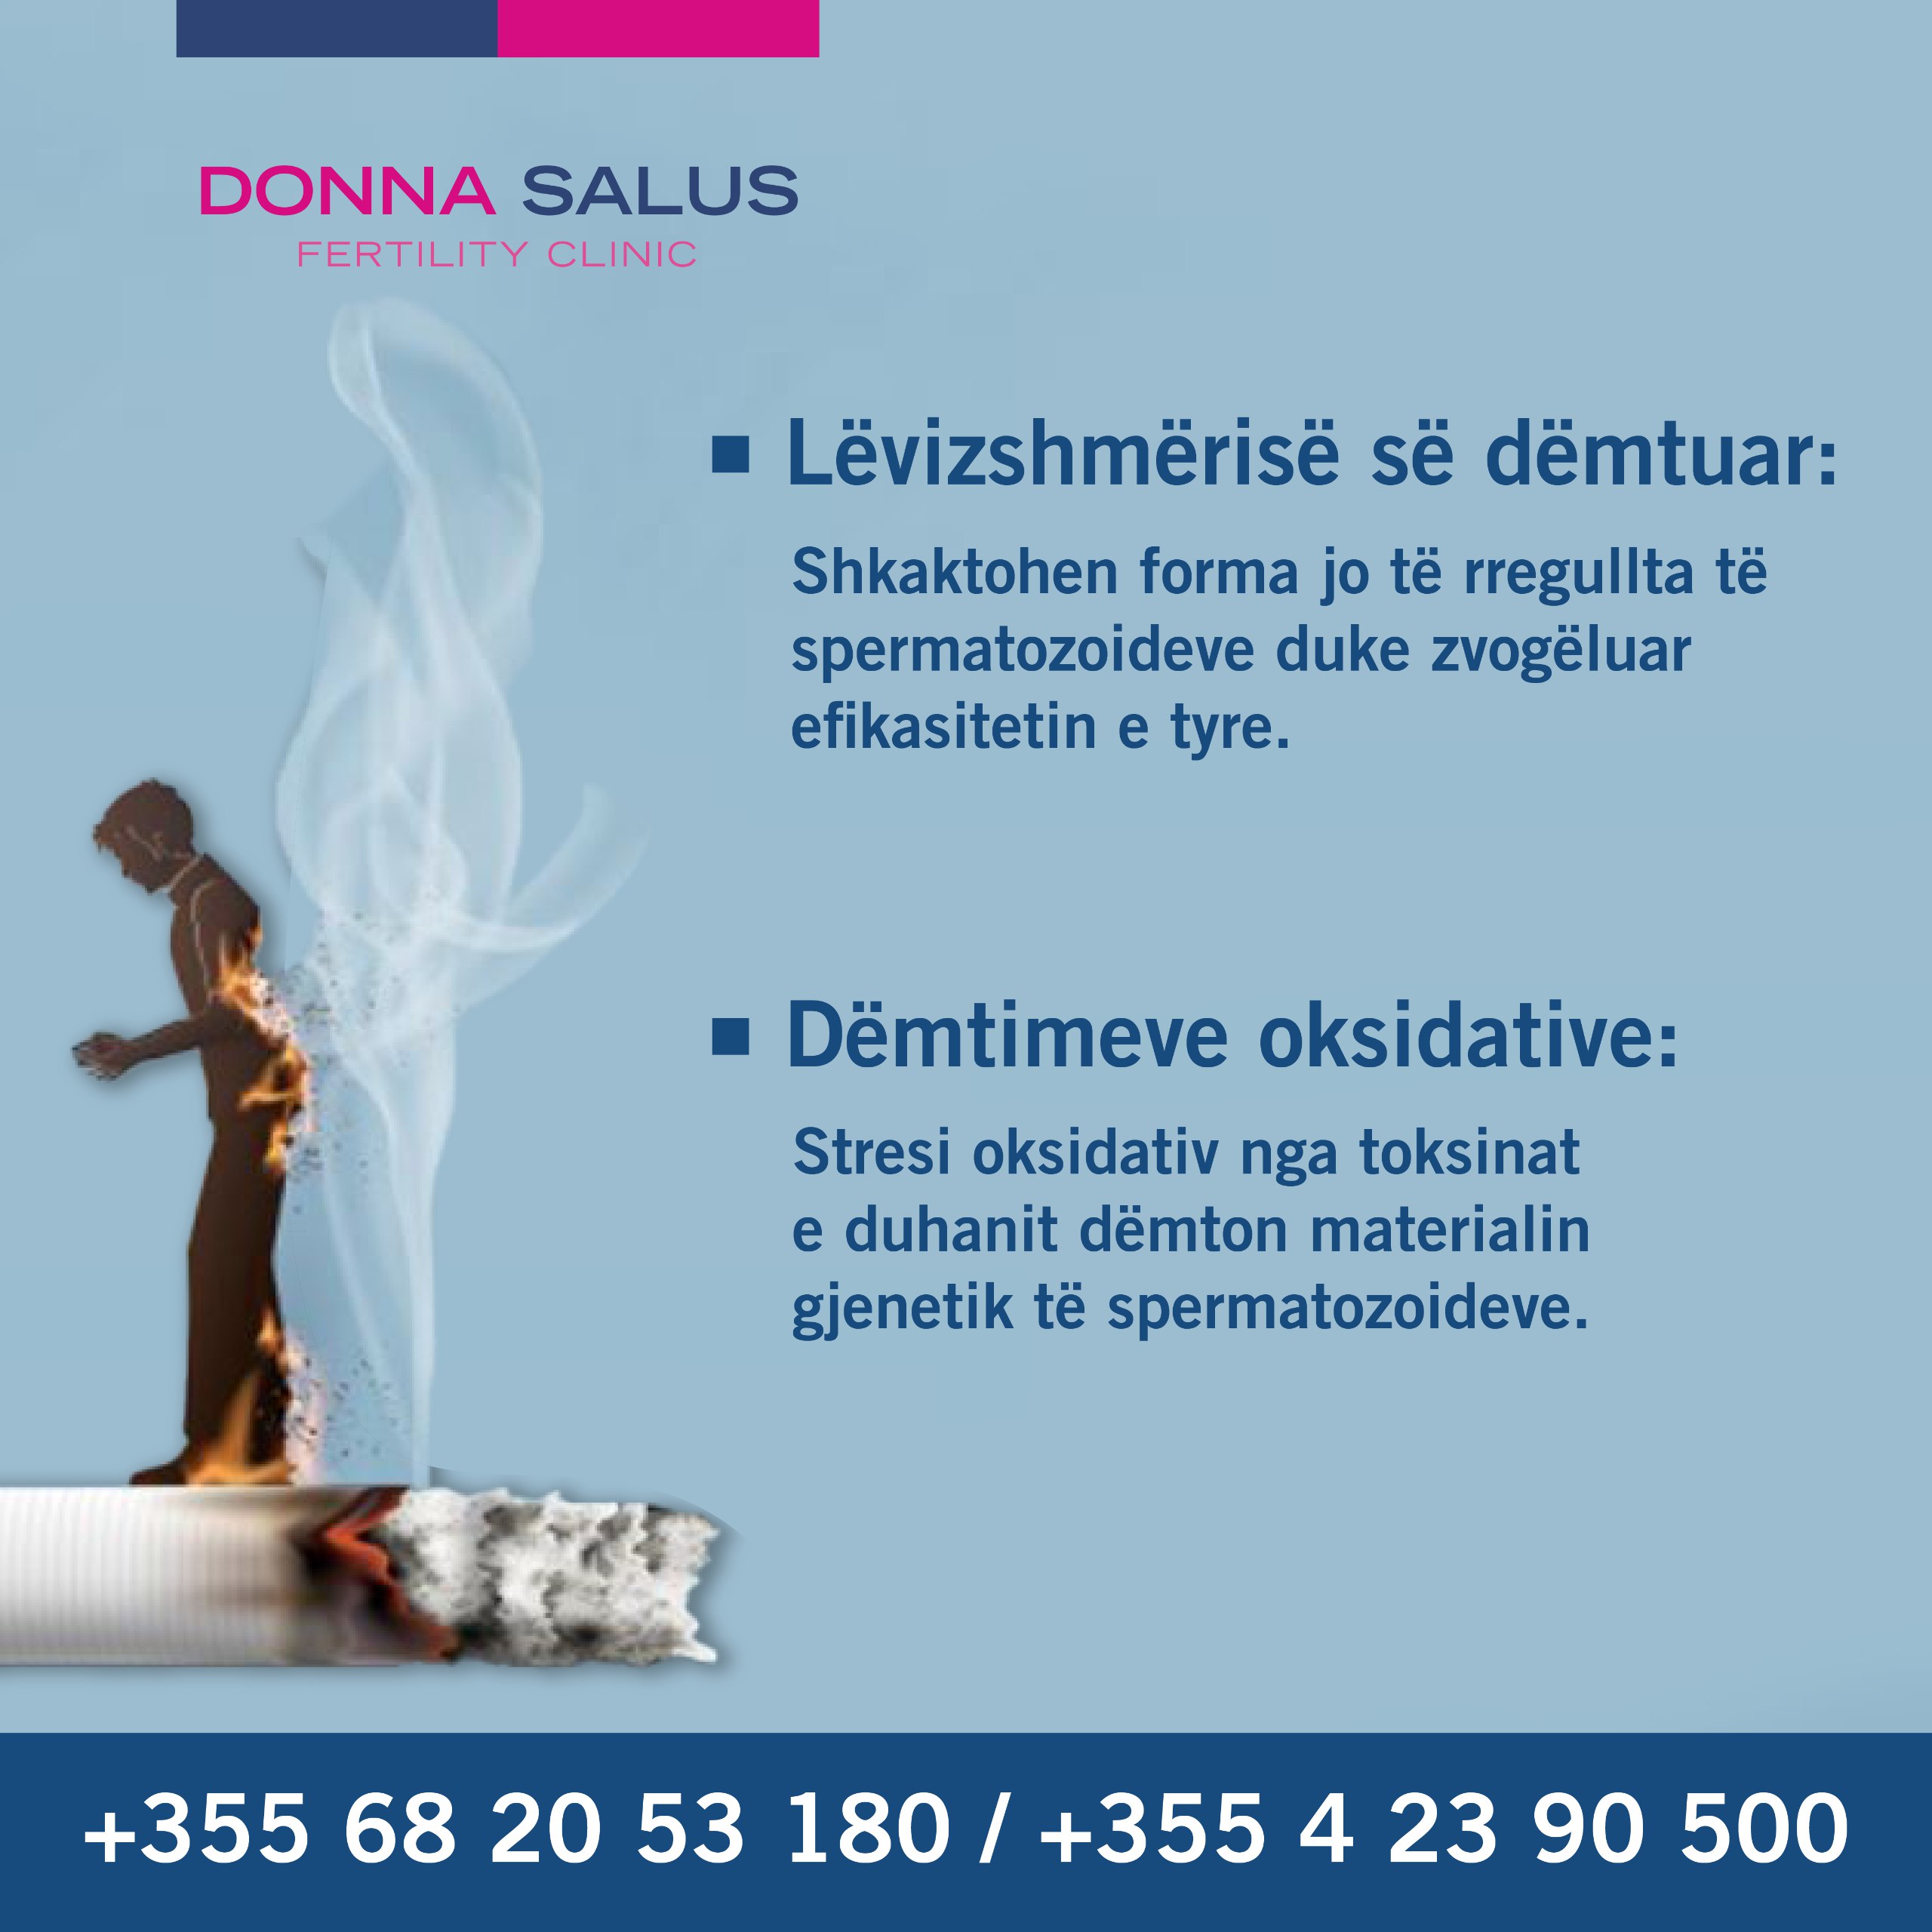 DONNA SALUS
FERTILITY CLINIC
▪ Lëvizshmërisë së dëmtuar:
Shkaktohen forma jo të rregullta të
spermatozoideve duke zvogëluar
efikasitetin e tyre.
▪ Dëmtimeve oksidative:
Stresi oksidativ nga toksinat
e duhanit dëmton materialin
gjenetik të spermatozoideve.
+355 68 20 53 180 / +355 4 23 90 500